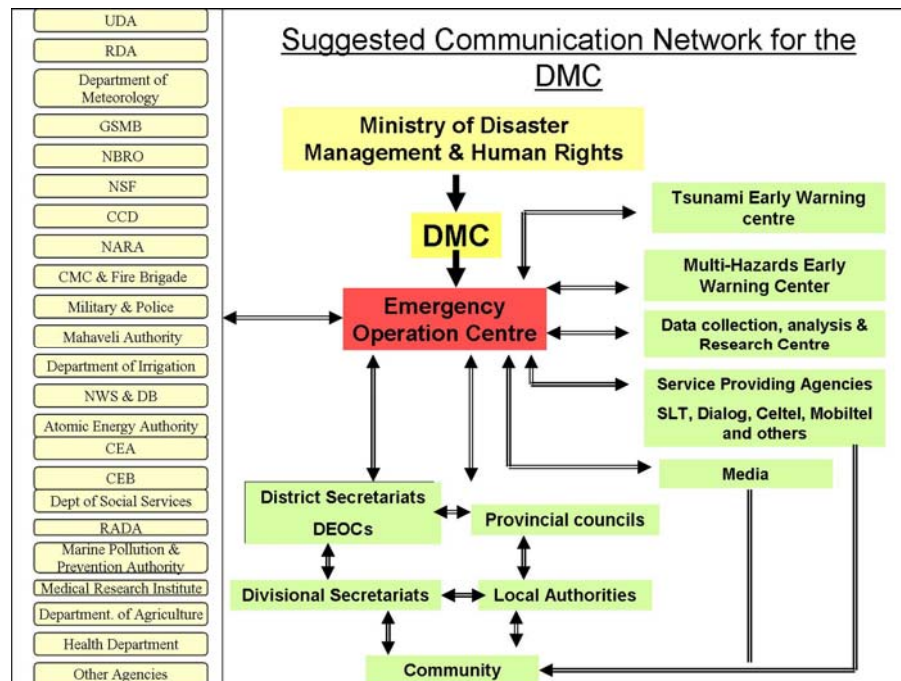 UDA
RDA
Department of
Meteorology
GSMB
NBRO
NSF
CCD
NARA
CMC & Fire Brigade
Military & Police
Mahaveli Authority
Department of Irrigation
NWS & DB
Atomic Energy Authority
CEA
CEB
Dept of Social Services
RADA
Marine Pollution &
Prevention Authority
Medical Research Institute
Department. of Agriculture
Health Department
Other Agencies
Suggested Communication Network for the
DMC
Ministry of Disaster
Management & Human Rights
DMC
Emergency
Operation Centre
Tsunami Early Warning
centre
Multi-Hazards Early
Warning Center
Data collection, analysis &
Research Centre
Service Providing Agencies
SLT, Dialog, Celtel, Mobiltel
and others
Media
District Secretariats
DEOCs
Provincial councils
Divisional Secretariats
Local Authorities
Community